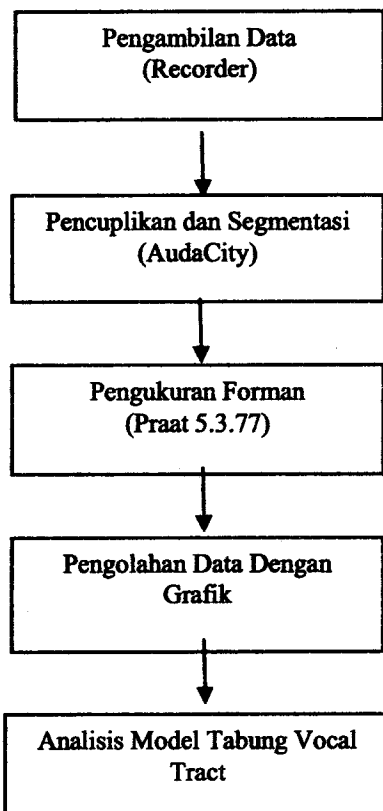 Pengambilan Data
(Recorder)
Pencuplikan dan Segmentasi
(AudaCity)
Pengukuran Forman
(Praat 5.3.77)
Pengolahan Data Dengan
Grafik
Analisis Model Tabung Vocal
Tract